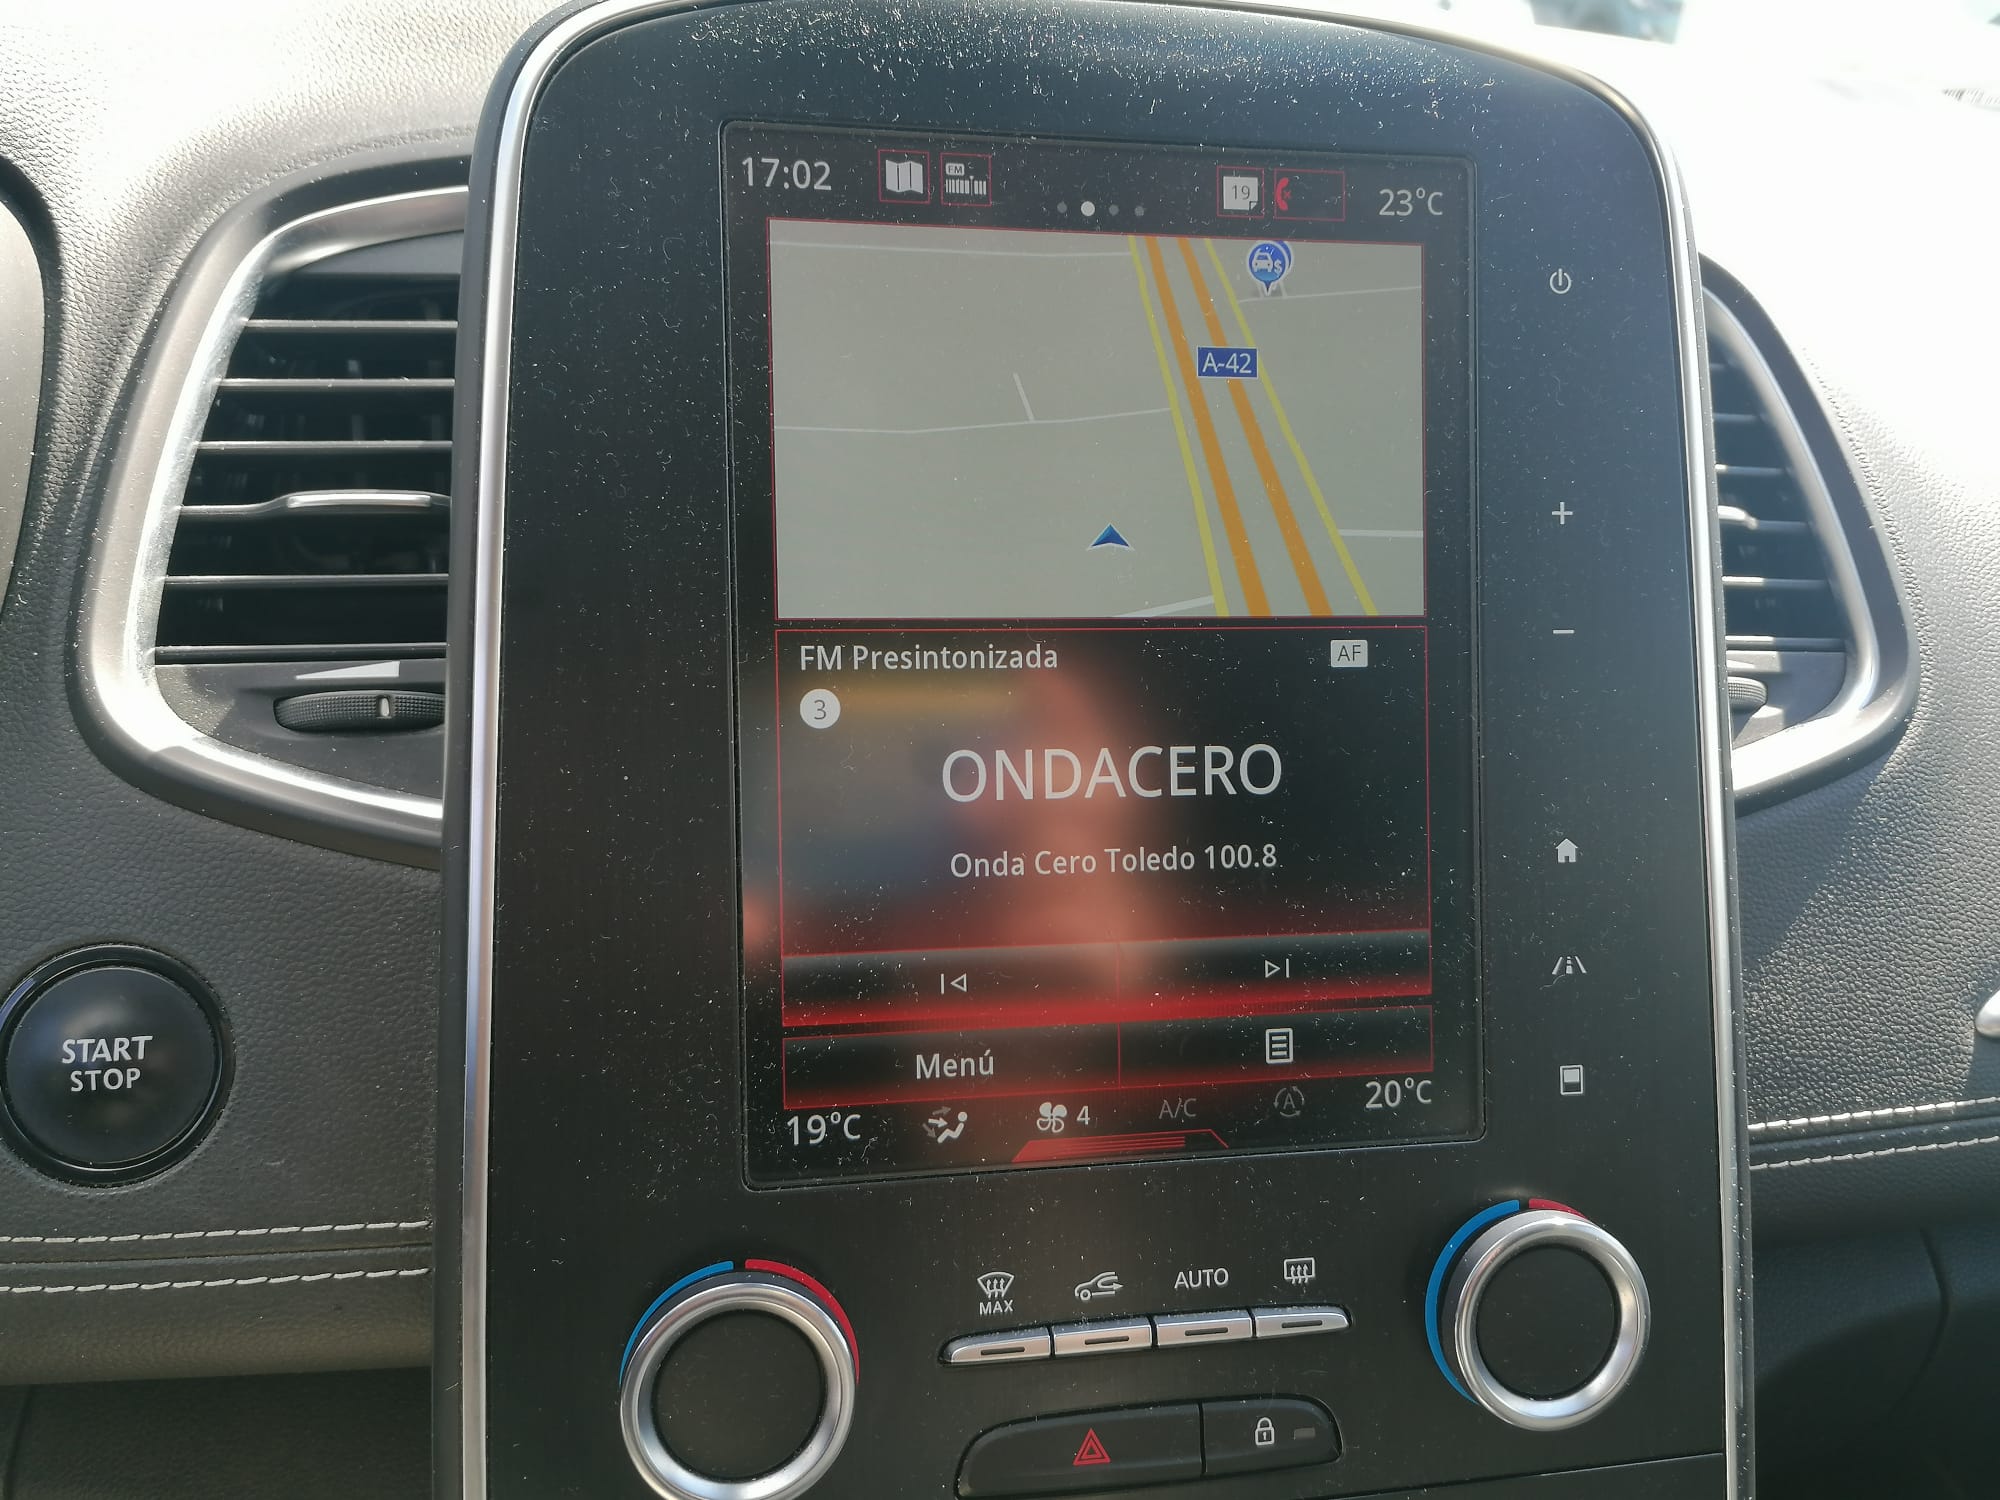 17:02
FM
19
23°C
A-42
FM Presintonizada
AF
3
ONDACERO
Onda Cero Toledo 100.8
Menú
19°C
4
A/C
A
20°C
START
STOP
MAX
AUTO